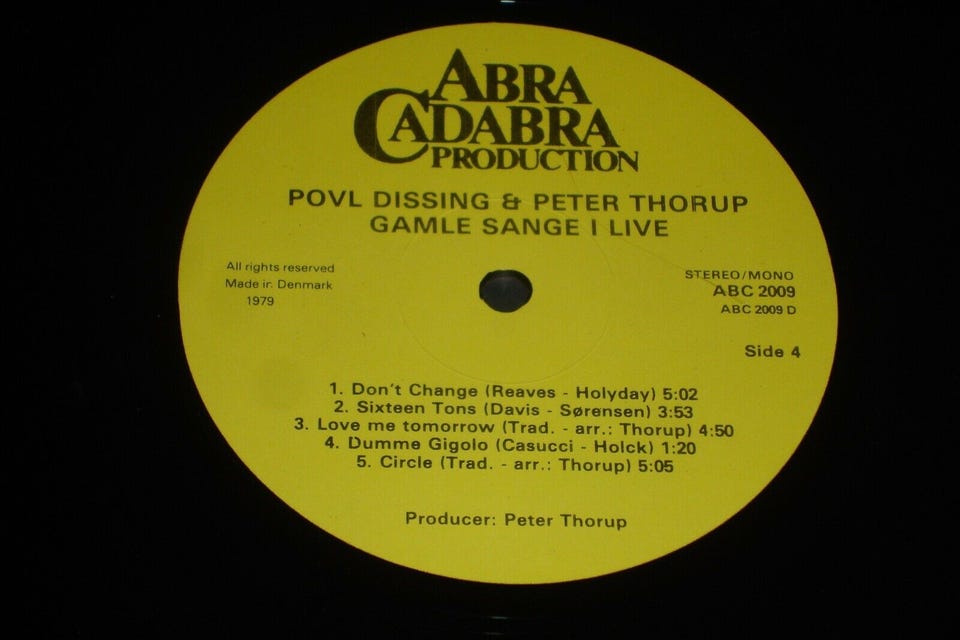 ABRA
CADABRA
PRODUCTION
POVL DISSING & PETER THORUP
GAMLE SANGE I LIVE
All rights reserved
Made in Denmark
1979
STEREO/MONO
ABC 2009
ABC 2009 D
Side 4
1. Don't Change (Reaves - Holyday) 5:02
2. Sixteen Tons (Davis - Sørensen) 3:53
3. Love me tomorrow (Trad. - arr.: Thorup) 4:50
4. Dumme Gigolo (Casucci - Holck) 1:20
5. Circle (Trad. - arr.: Thorup) 5:05
Producer: Peter Thorup